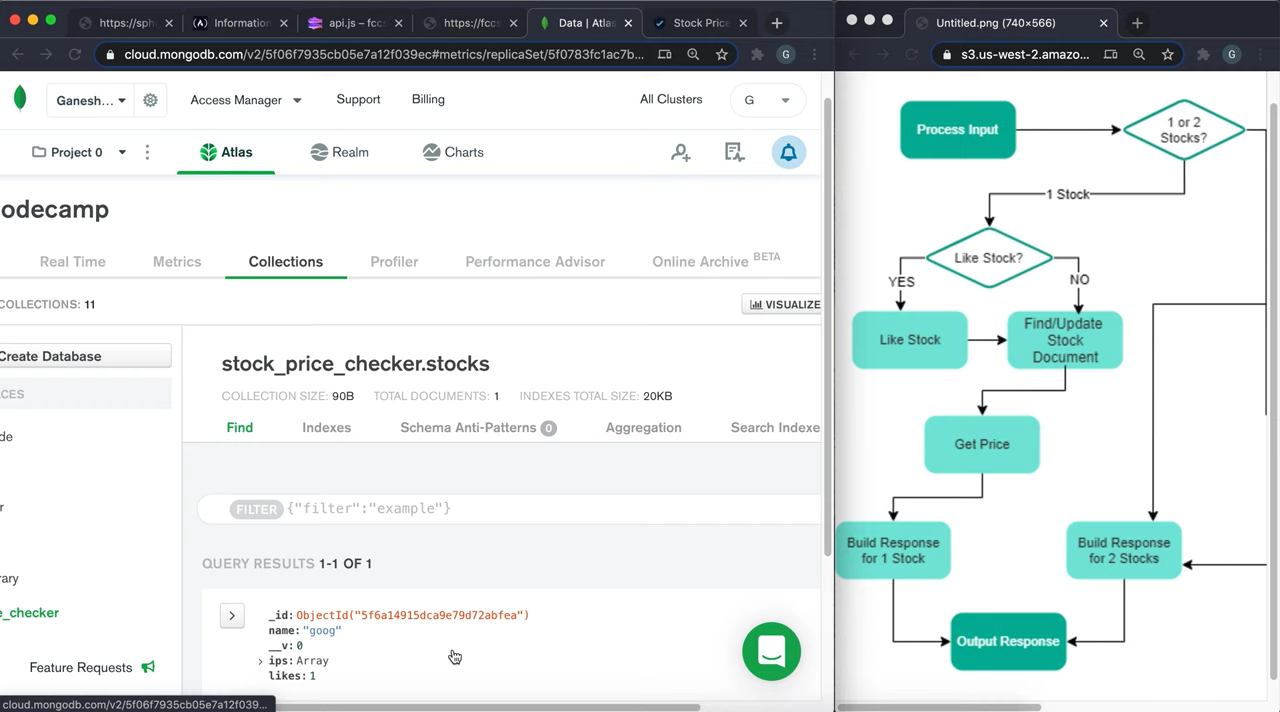 https://sph
Information
api.js – fccs
https://fccs
Data | Atlas
Stock Price
cloud.mongodb.com/v2/5f06f7935cb05e7a12f039ec#metrics/replicaSet/5f0783fc1ac7b...
G
Ganesh...
Access Manager
Support
Billing
All Clusters
G
Project 0
Atlas
Realm
Charts
odecamp
Real Time
Metrics
Collections
Profiler
Performance Advisor
Online Archive BETA
COLLECTIONS: 11
VISUALIZE
Create Database
CES
de
r
rary
e_checker
Feature Requests
stock_price_checker.stocks
COLLECTION SIZE: 90B TOTAL DOCUMENTS: 1 INDEXES TOTAL SIZE: 20KB
Find
Indexes
Schema Anti-Patterns 0
Aggregation
Search Indexe
FILTER {"filter":"example"}
QUERY RESULTS 1-1 OF 1
_id: ObjectId("5f6a14915dca9e79d72abfea")
name: "goog"
__v: 0
ips: Array
likes: 1
cloud.mongodb.com/v2/5f06f7935cb05e7a12f039...
Untitled.png (740×566)
s3.us-west-2.amazo...
G
Process Input
1 or 2
Stocks?
1 Stock
Like Stock?
YES
NO
Like Stock
Find/Update
Stock
Document
Get Price
Build Response
for 1 Stock
Build Response
for 2 Stocks
Output Response